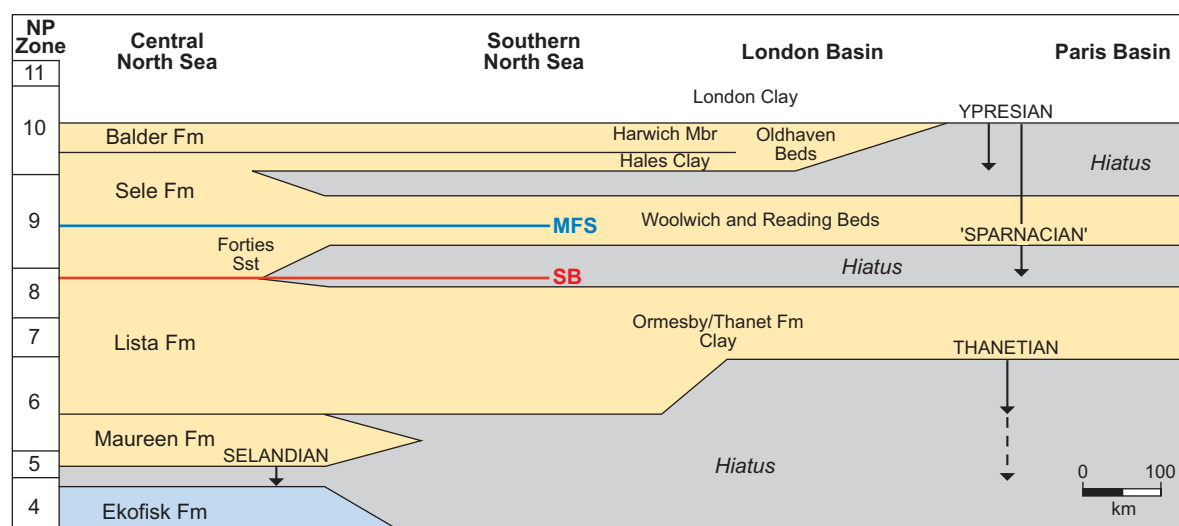 NP
Zone
Central
North Sea
Southern
North Sea
London Basin
Paris Basin
11
10
9
8
7
6
5
4
London Clay
YPRESIAN
Balder Fm
Harwich Mbr
Oldhaven
Beds
Hales Clay
Hiatus
Sele Fm
Woolwich and Reading Beds
MFS
'SPARNACIAN'
Forties
Sst
Hiatus
SB
Ormesby/Thanet Fm
Clay
Lista Fm
THANETIAN
Maureen Fm
SELANDIAN
Hiatus
0 100
km
Ekofisk Fm